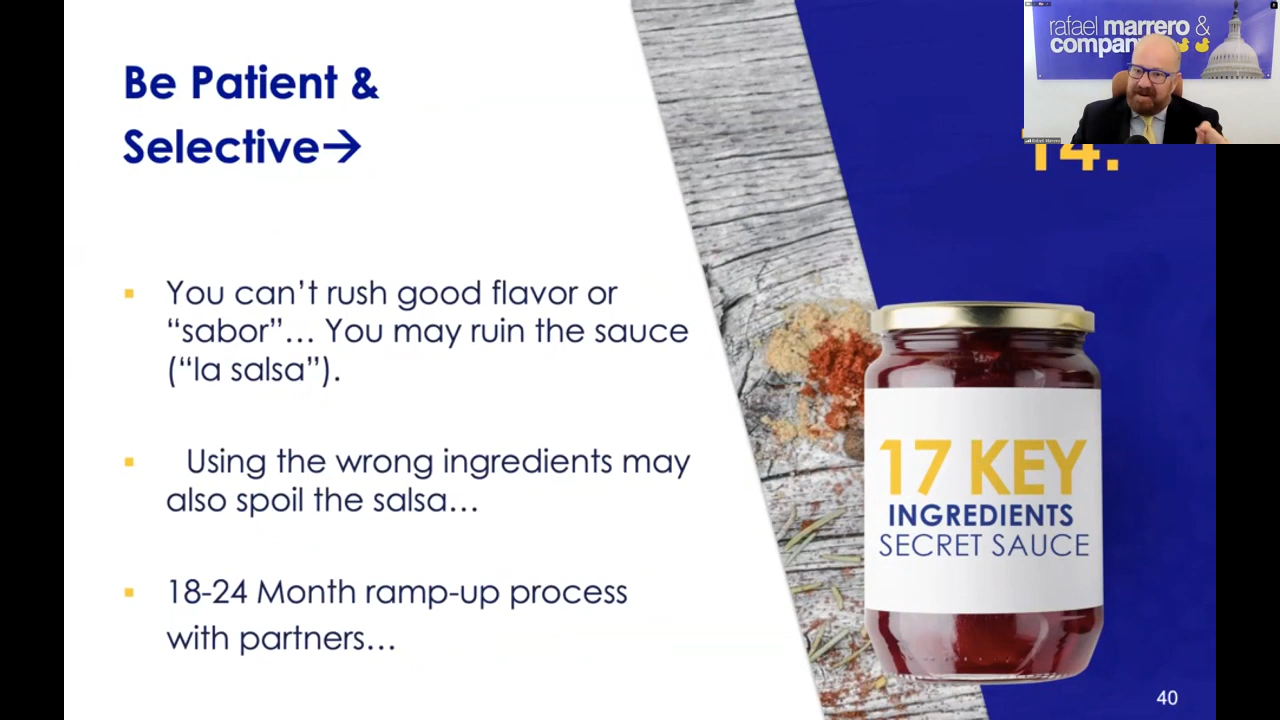 Be Patient &
Selective→
▪ You can’t rush good flavor or
“sabor”… You may ruin the sauce
(“la salsa”).
▪ Using the wrong ingredients may
also spoil the salsa…
▪ 18-24 Month ramp-up process
with partners…
rafael marrero &
company
14.
17 KEY
INGREDIENTS
SECRET SAUCE
40